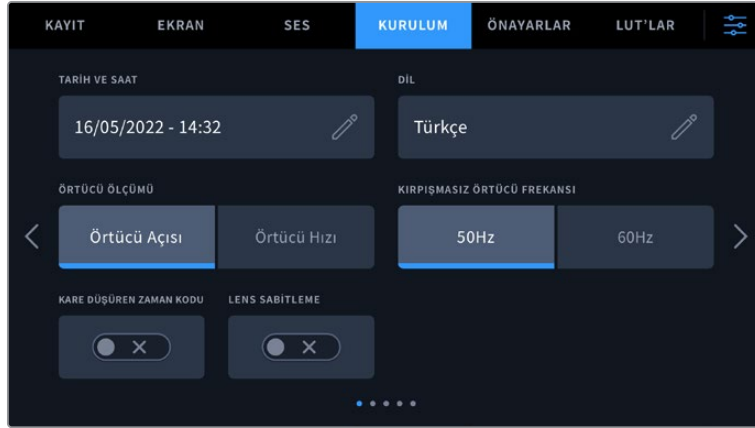 KAYIT EKRAN SES KURULUM ÖNAYARLAR LUT'LAR
TARİH VE SAAT DİL
16/05/2022 - 14:32 Türkçe
ÖRTÜCÜ ÖLÇÜMÜ KIRPIŞMASIZ ÖRTÜCÜ FREKANSI
Örtücü Açısı Örtücü Hızı 50Hz 60Hz
KARE DÜŞÜREN ZAMAN KODU LENS SABİTLEME